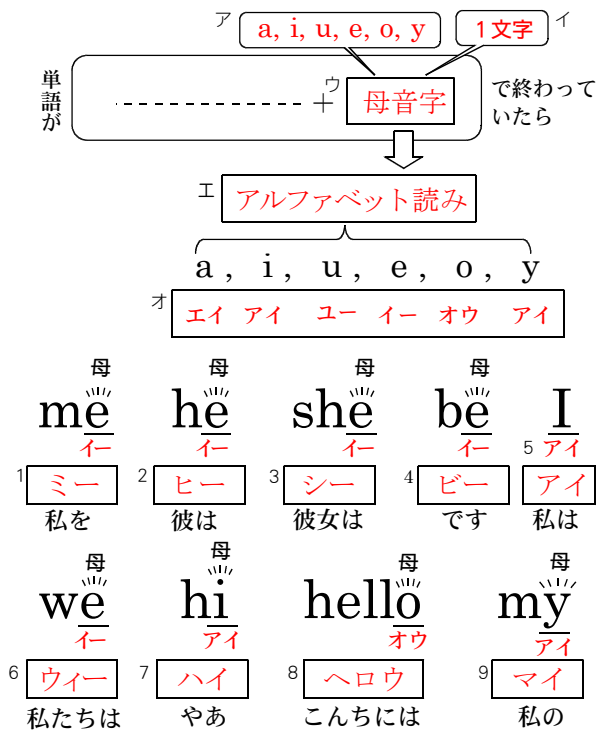 ア a, i, u, e, o, y 1文字 イ
単語が ＋ ウ 母音字 で終わって
いたら
エ アルファベット読み
a , i , u , e , o , y
オ エイ アイ ユー イー オウ アイ
母 母 母 母
me he she be I
イー イー イー イー 5 アイ
1 ミー 2 ヒー 3 シー 4 ビー アイ
私を 彼は 彼女は です 私は
母 母 母 母
we hi hello my
イー アイ オウ アイ
6 ウィー 7 ハイ 8 ヘロウ 9 マイ
私たちは やあ こんちには 私の